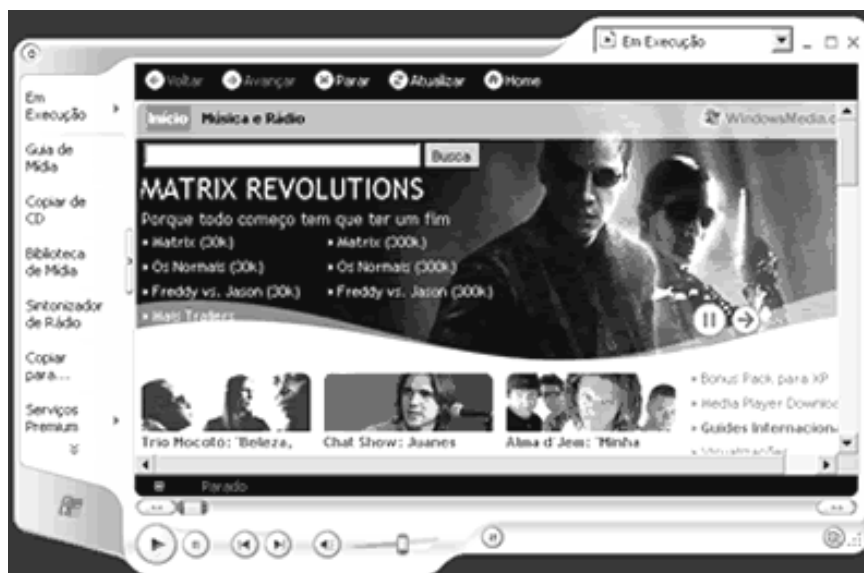 Em Execução
Em
Execução
Guia de
Mídia
Copiar de
CD
Biblioteca
de Mídia
Sintonizador
de Rádio
Copiar
para...
Serviços
Premium
Voltar Avançar Parar Atualizar Home
Início Música e Rádio WindowsMedia.c
Busca
MATRIX REVOLUTIONS
Porque todo começo tem que ter um fim
Matrix (30k) Matrix (300k)
Os Normais (30k) Os Normais (300k)
Freddy vs. Jason (30k) Freddy vs. Jason (300k)
Mais Trailers
Bonus Pack para XP
Media Player Downloa
Guides Internacion
Visualizações
Trio Mocotó: "Beleza, Chat Show: Juanes Alma d'Jem: "Minha
Parado